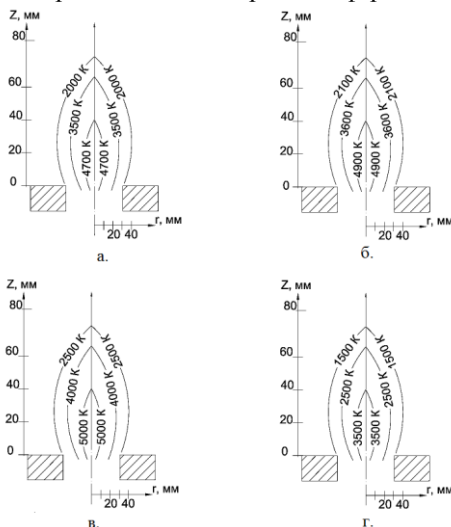 Z, мм
80
60
40
20
0
2000 К
2000 К
3500 К
3500 К
4700 К
4700 К
20 40
r, мм
а.
Z, мм
80
60
40
20
0
2100 К
2100 К
3600 К
3600 К
4900 К
4900 К
20 40
r, мм
б.
Z, мм
80
60
40
20
0
2500 К
2500 К
4000 К
4000 К
5000 К
5000 К
20 40
r, мм
в.
Z, мм
80
60
40
20
0
1500 К
1500 К
2500 К
2500 К
3500 К
3500 К
20 40
r, мм
г.